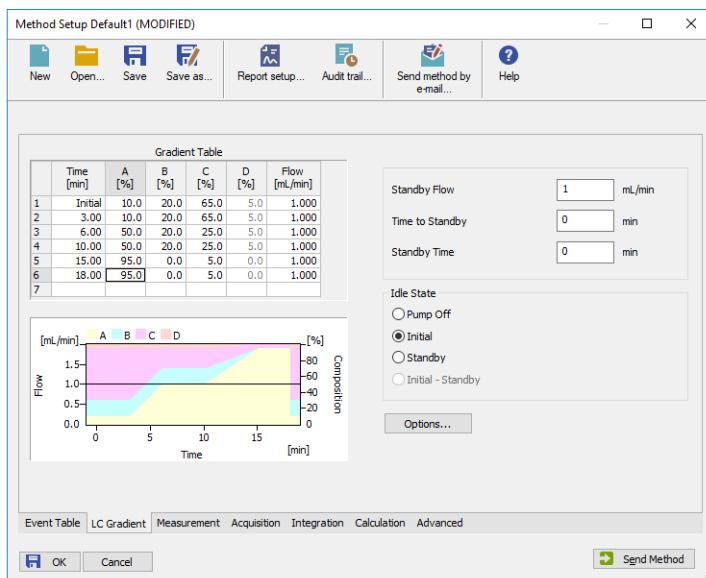 Method Setup Default1 (MODIFIED)
New Open... Save Save as... Report setup... Audit trail... Send method by e-mail... Help
Gradient Table
Time [min] A [%] B [%] C [%] D [%] Flow [mL/min]
1 Initial 10.0 20.0 65.0 5.0 1.000
2 3.00 10.0 20.0 65.0 5.0 1.000
3 6.00 50.0 20.0 25.0 5.0 1.000
4 10.00 50.0 20.0 25.0 5.0 1.000
5 15.00 95.0 0.0 5.0 0.0 1.000
6 18.00 95.0 0.0 5.0 0.0 1.000
7
Standby Flow 1 mL/min
Time to Standby 0 min
Standby Time 0 min
Idle State
Pump Off
Initial
Standby
Initial - Standby
Options...
[mL/min] A B C D [%]
1.5
1.0
0.5
0.0
Flow
80
60
40
20
0
Composition
0 5 10 15 [min]
Time
Event Table LC Gradient Measurement Acquisition Integration Calculation Advanced
OK Cancel Send Method